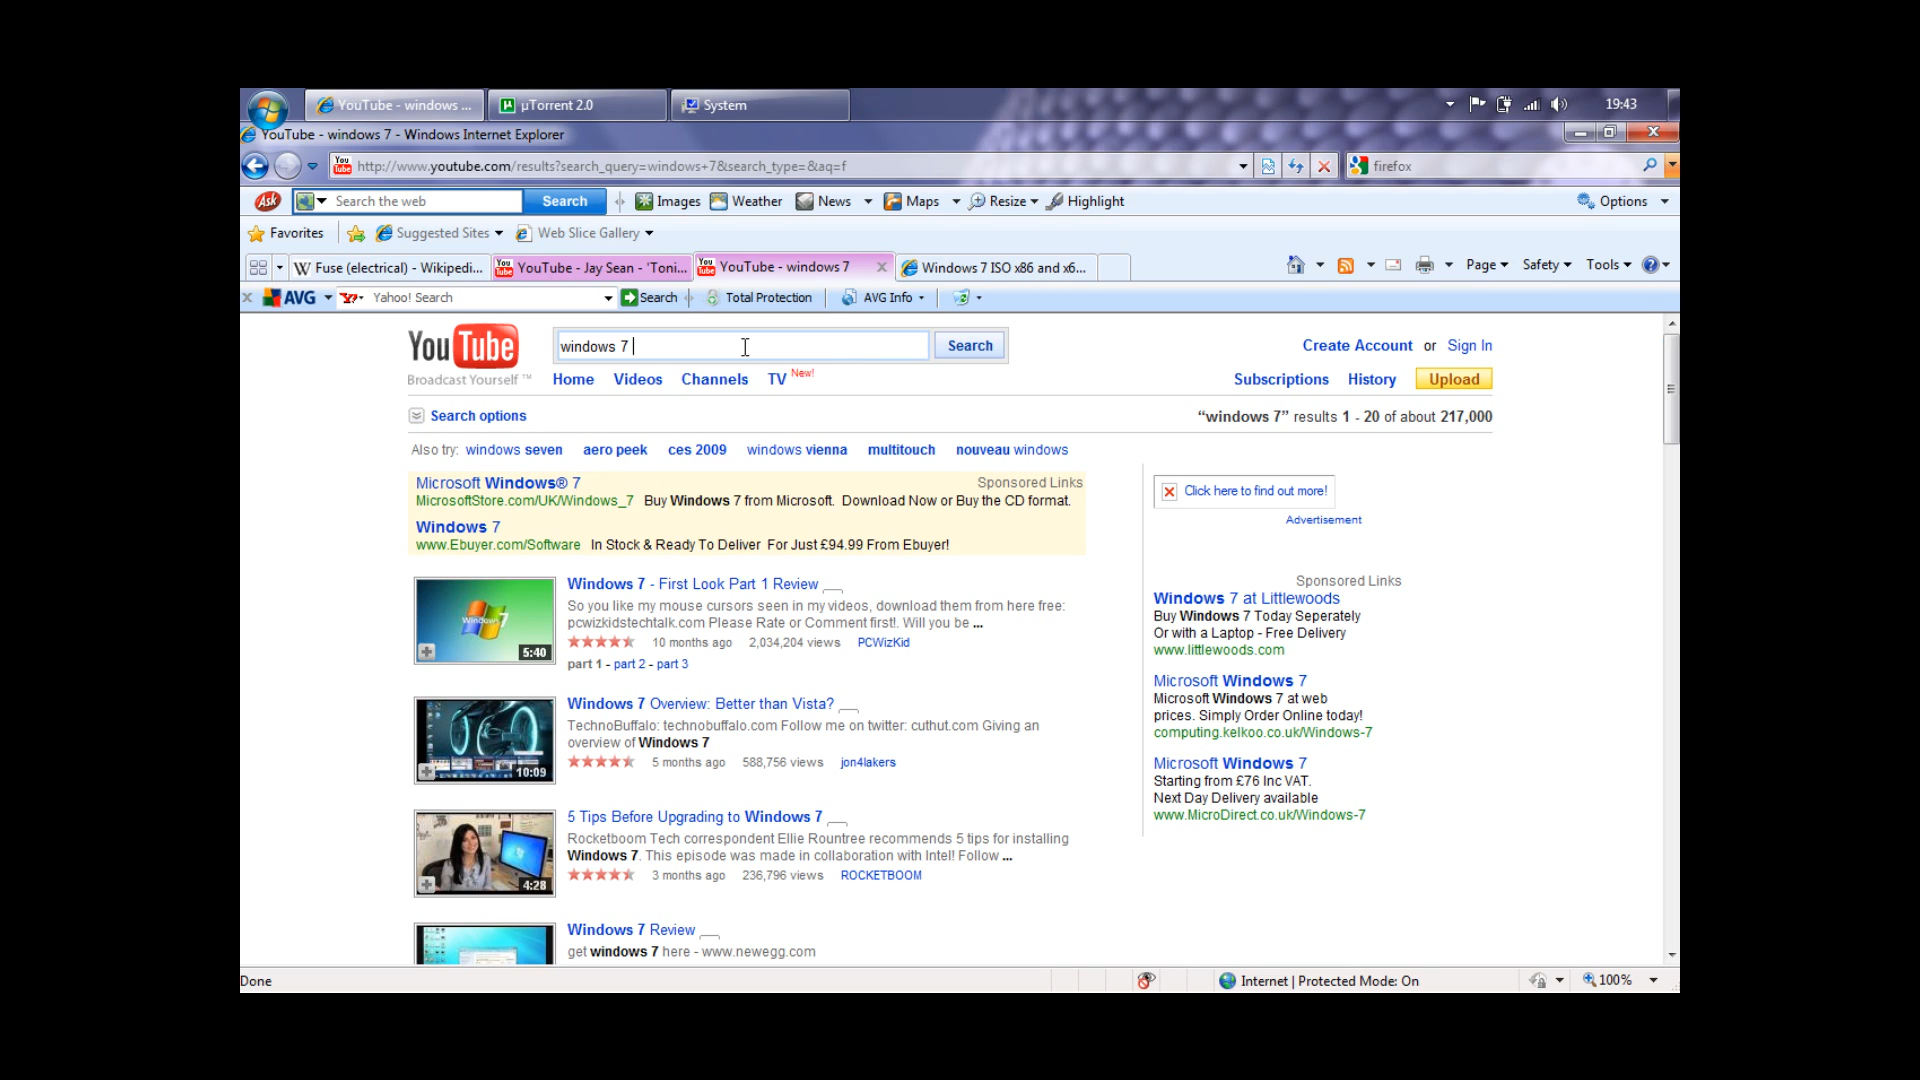 YouTube - windows ...
µTorrent 2.0
System
19:43
YouTube - windows 7 - Windows Internet Explorer
http://www.youtube.com/results?search_query=windows+7&search_type=&aq=f
firefox
Ask
Search the web
Search
Images
Weather
News
Maps
Resize
Highlight
Options
Favorites
Suggested Sites
Web Slice Gallery
Fuse (electrical) - Wikipedi...
YouTube - Jay Sean - 'Toni...
YouTube - windows 7
Windows 7 ISO x86 and x6...
Page
Safety
Tools
AVG
Yahoo! Search
Search
Total Protection
AVG Info
YouTube
Broadcast Yourself ™
windows 7
Search
Create Account or Sign In
Home
Videos
Channels
TV New!
Subscriptions
History
Upload
Search options
“windows 7” results 1 - 20 of about 217,000
Also try: windows seven aero peek ces 2009 windows vienna multitouch nouveau windows
Microsoft Windows® 7
Sponsored Links
MicrosoftStore.com/UK/Windows_7 Buy Windows 7 from Microsoft. Download Now or Buy the CD format.
Windows 7
www.Ebuyer.com/Software In Stock & Ready To Deliver For Just £94.99 From Ebuyer!
Windows 7
5:40
Windows 7 - First Look Part 1 Review
So you like my mouse cursors seen in my videos, download them from here free:
pcwizkidstechtalk.com Please Rate or Comment first!. Will you be ...
10 months ago 2,034,204 views PCWizKid
part 1 - part 2 - part 3
10:09
Windows 7 Overview: Better than Vista?
TechnoBuffalo: technobuffalo.com Follow me on twitter: cuthut.com Giving an
overview of Windows 7
5 months ago 588,756 views jon4lakers
4:28
5 Tips Before Upgrading to Windows 7
Rocketboom Tech correspondent Ellie Rountree recommends 5 tips for installing
Windows 7. This episode was made in collaboration with Intel! Follow ...
3 months ago 236,796 views ROCKETBOOM
Windows 7 Review
get windows 7 here - www.newegg.com
Click here to find out more!
Advertisement
Sponsored Links
Windows 7 at Littlewoods
Buy Windows 7 Today Seperately
Or with a Laptop - Free Delivery
www.littlewoods.com
Microsoft Windows 7
Microsoft Windows 7 at web
prices. Simply Order Online today!
computing.kelkoo.co.uk/Windows-7
Microsoft Windows 7
Starting from £76 Inc VAT.
Next Day Delivery available
www.MicroDirect.co.uk/Windows-7
Done
Internet | Protected Mode: On
100%